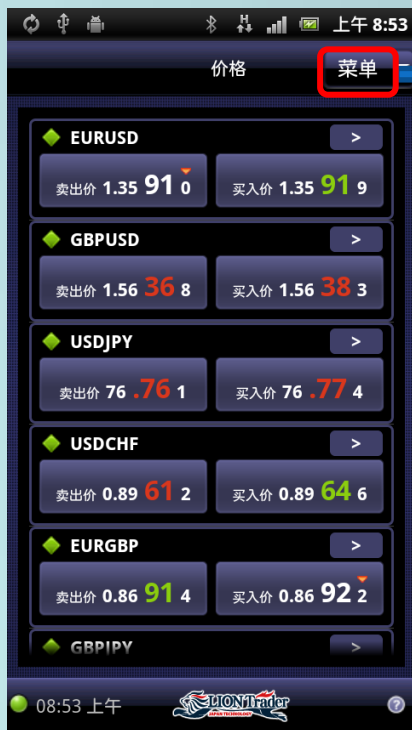 上午 8:53
价格 菜单
EURUSD >
卖出价 1.35 91 0 买入价 1.35 91 9
GBPUSD >
卖出价 1.56 36 8 买入价 1.56 38 3
USDJPY >
卖出价 76 .76 1 买入价 76 .77 4
USDCHF >
卖出价 0.89 61 2 买入价 0.89 64 6
EURGBP >
卖出价 0.86 91 4 买入价 0.86 92 2
GBPJPY >
08:53 上午 LION Trader ?
JAPAN TECHNOLOGY